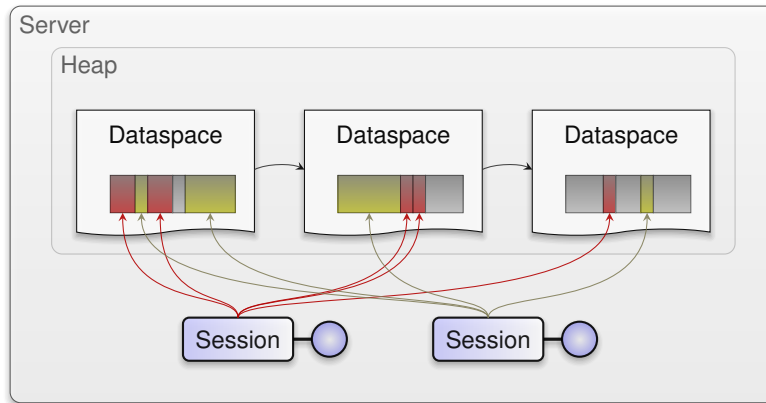 Server
Heap
Dataspace
Dataspace
Dataspace
Session
Session